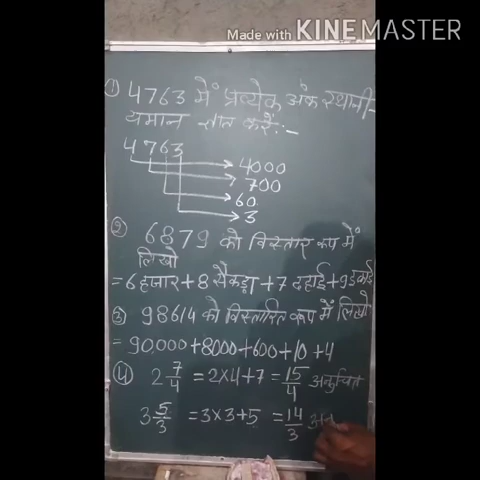 Made with KINEMASTER
1) 4763 में प्रत्येक अंक स्थानी-
यमान ज्ञात करें:-
4763
4000
700
60
3
2) 6879 को विस्तार रूप में
लिखो
= 6 हजार + 8 सैकड़ा + 7 दहाई + 9 इकाई
3) 98614 को विस्तारित रूप में लिखो
= 90,000+8000+600+10+4
4) 2 7/4 = 2×4+7 = 15/4 अनुचित
3 5/3 = 3×3+5 = 14/3